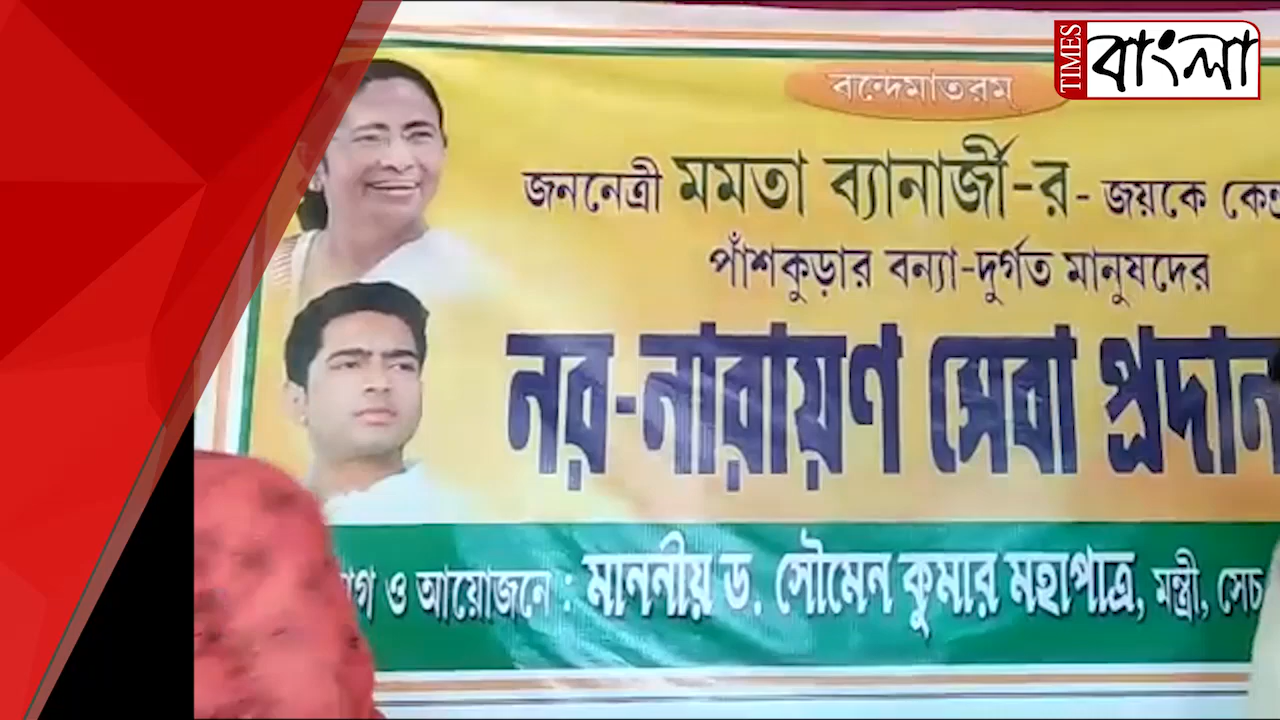 TIMES বাংলা
বন্দেমাতরম্
জননেত্রী মমতা ব্যানার্জী-র - জয়কে
পাঁশকুড়ার বন্যা-দুর্গত মানুষদের
নর-নারায়ণ সেবা প্রদান
ও আয়োজনে : মাননীয় ড. সৌমেন কুমার মহাপাত্র, মন্ত্রী, সেচ